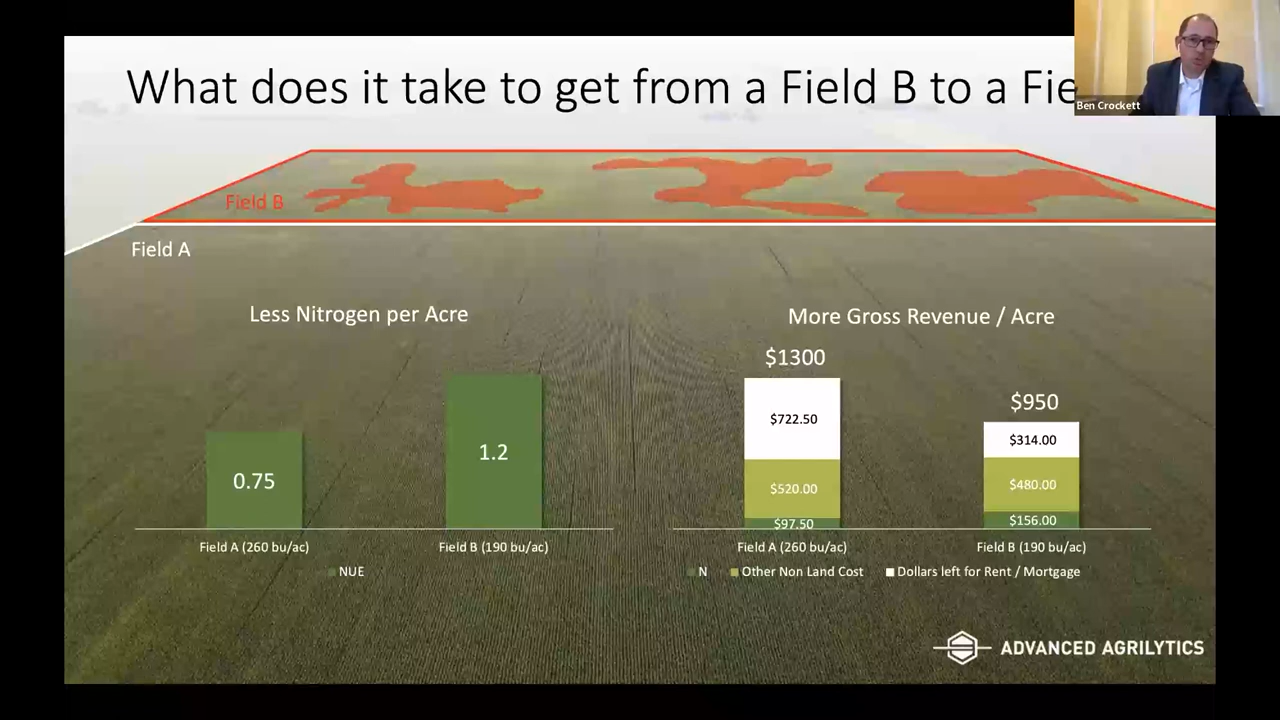 What does it take to get from a Field B to a Fie
Ben Crockett
Field B
Field A
Less Nitrogen per Acre
More Gross Revenue / Acre
$1300
$950
$722.50
$314.00
1.2
0.75
$520.00
$480.00
$97.50
$156.00
Field A (260 bu/ac)
Field B (190 bu/ac)
Field A (260 bu/ac)
Field B (190 bu/ac)
NUE
N
Other Non Land Cost
Dollars left for Rent / Mortgage
ADVANCED AGRILYTICS